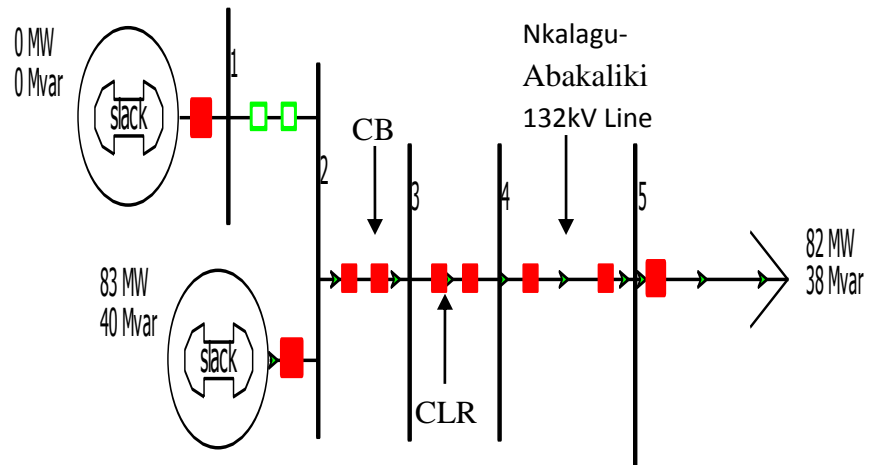 0 MW
0 Mvar
slack
1
Nkalagu-
Abakaliki
132kV Line
CB
2
3
4
5
83 MW
40 Mvar
slack
82 MW
38 Mvar
CLR